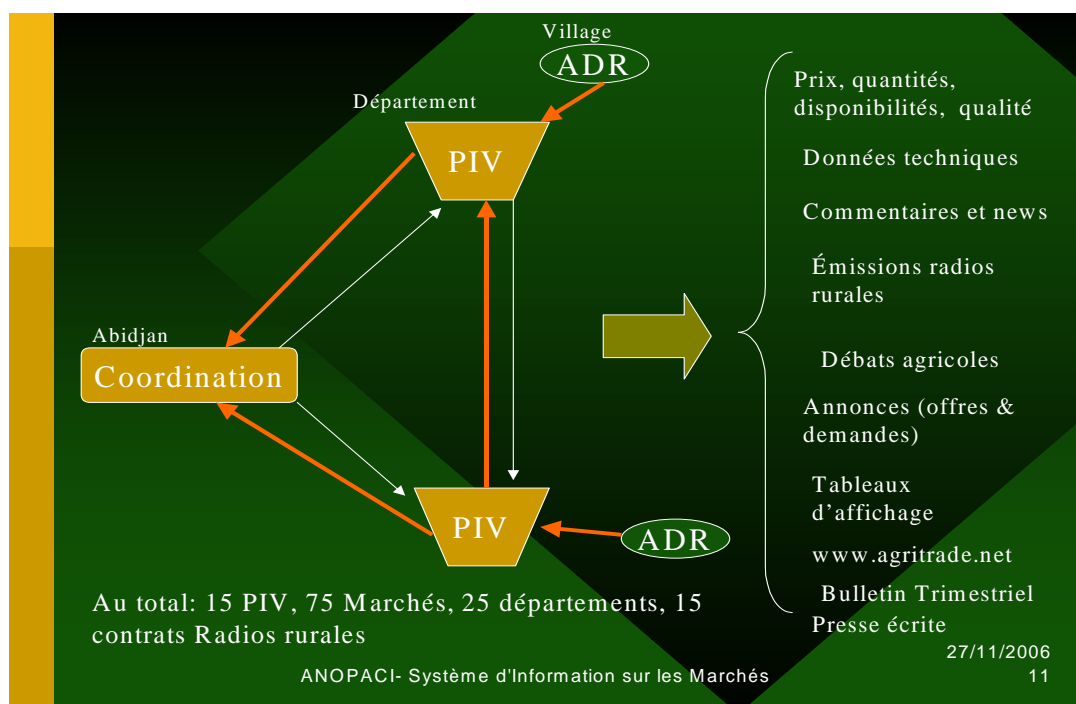 Village
ADR
Département
PIV
Abidjan
Coordination
PIV
ADR
Au total: 15 PIV, 75 Marchés, 25 départements, 15
contrats Radios rurales
Prix, quantités,
disponibilités, qualité
Données techniques
Commentaires et news
Émissions radios
rurales
Débats agricoles
Annonces (offres &
demandes)
Tableaux
d'affichage
www.agritrade.net
Bulletin Trimestriel
Presse écrite
27/11/2006
ANOPACI- Système d'Information sur les Marchés
11